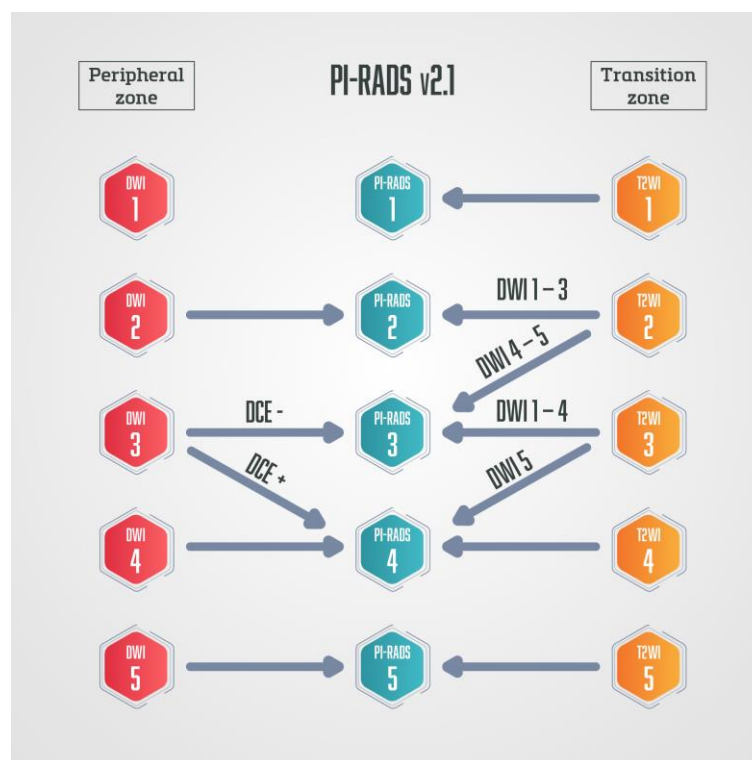 Peripheral
zone
PI-RADS v2.1
Transition
zone
DWI
1
PI-RADS
1
T2WI
1
DWI
2
PI-RADS
2
DWI 1 – 3
T2WI
2
DWI 4 – 5
DWI
3
DCE -
PI-RADS
3
DWI 1 – 4
T2WI
3
DCE +
DWI 5
DWI
4
PI-RADS
4
T2WI
4
DWI
5
PI-RADS
5
T2WI
5